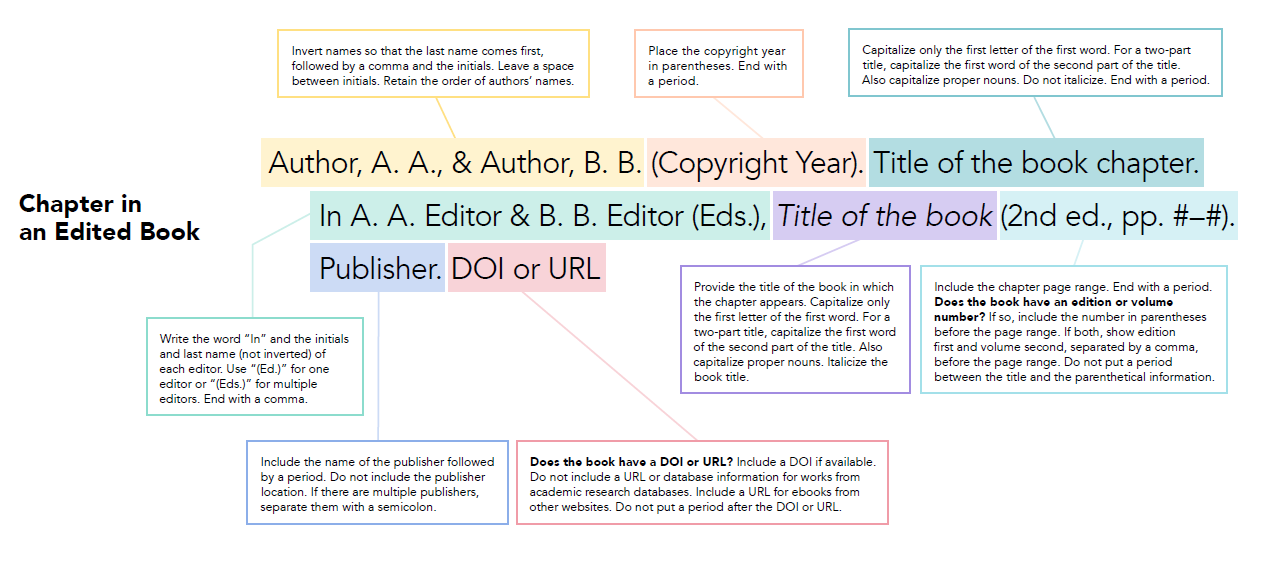 Invert names so that the last name comes first,
followed by a comma and the initials. Leave a space
between initials. Retain the order of authors’ names.
Place the copyright year
in parentheses. End with
a period.
Capitalize only the first letter of the first word. For a two-part
title, capitalize the first word of the second part of the title.
Also capitalize proper nouns. Do not italicize. End with a period.
Chapter in
an Edited Book
Author, A. A., & Author, B. B. (Copyright Year). Title of the book chapter.
In A. A. Editor & B. B. Editor (Eds.), Title of the book (2nd ed., pp. #–#).
Publisher. DOI or URL
Write the word “In” and the initials
and last name (not inverted) of
each editor. Use “(Ed.)” for one
editor or “(Eds.)” for multiple
editors. End with a comma.
Provide the title of the book in which
the chapter appears. Capitalize only
the first letter of the first word. For a
two-part title, capitalize the first word
of the second part of the title. Also
capitalize proper nouns. Italicize the
book title.
Include the chapter page range. End with a period.
Does the book have an edition or volume
number? If so, include the number in parentheses
before the page range. If both, show edition
first and volume second, separated by a comma,
before the page range. Do not put a period
between the title and the parenthetical information.
Include the name of the publisher followed
by a period. Do not include the publisher
location. If there are multiple publishers,
separate them with a semicolon.
Does the book have a DOI or URL? Include a DOI if available.
Do not include a URL or database information for works from
academic research databases. Include a URL for ebooks from
other websites. Do not put a period after the DOI or URL.